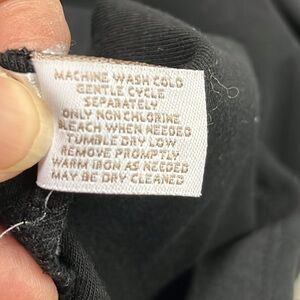 MACHINE WASH COLD
GENTLE CYCLE
SEPARATELY
ONLY NON CHLORINE
BLEACH WHEN NEEDED
TUMBLE DRY LOW
REMOVE PROMPTLY
WARM IRON AS NEEDED
MAY BE DRY CLEANED